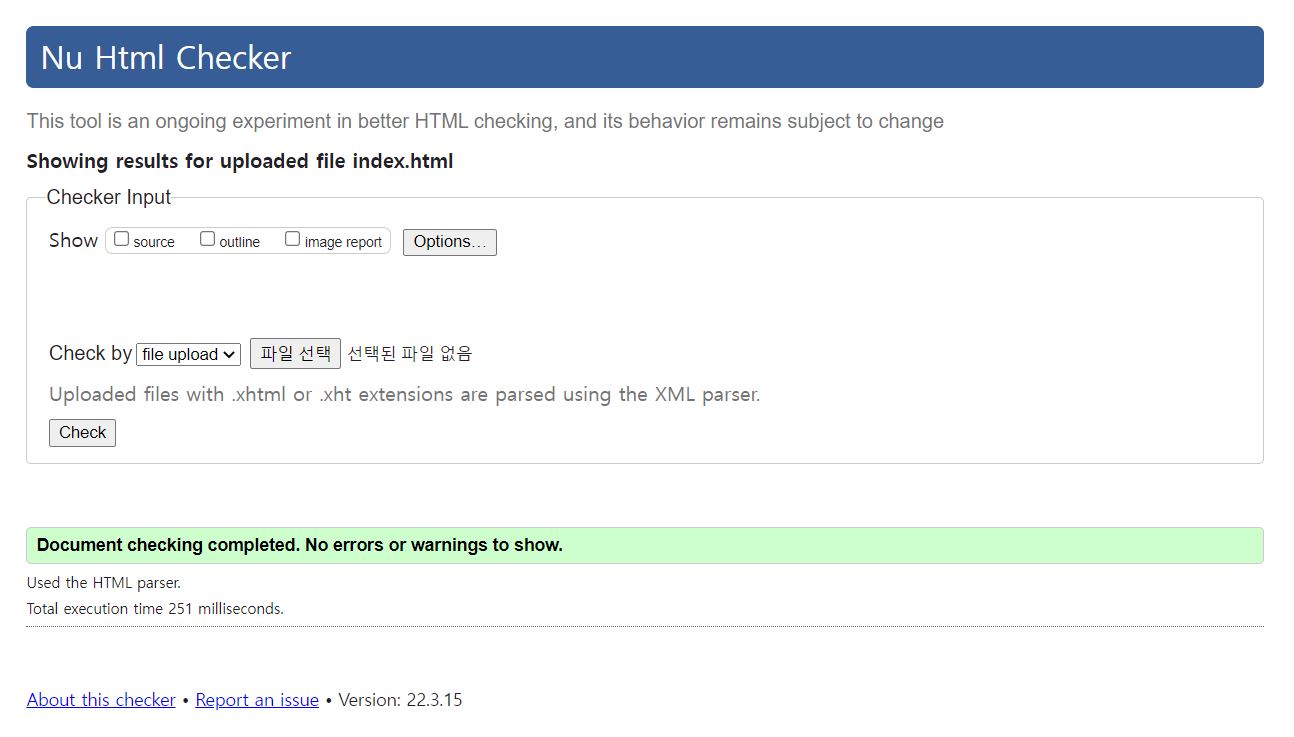 Nu Html Checker
This tool is an ongoing experiment in better HTML checking, and its behavior remains subject to change
Showing results for uploaded file index.html
Checker Input
Show source outline image report Options...
Check by file upload 파일 선택 선택된 파일 없음
Uploaded files with .xhtml or .xht extensions are parsed using the XML parser.
Check
Document checking completed. No errors or warnings to show.
Used the HTML parser.
Total execution time 251 milliseconds.
About this checker • Report an issue • Version: 22.3.15